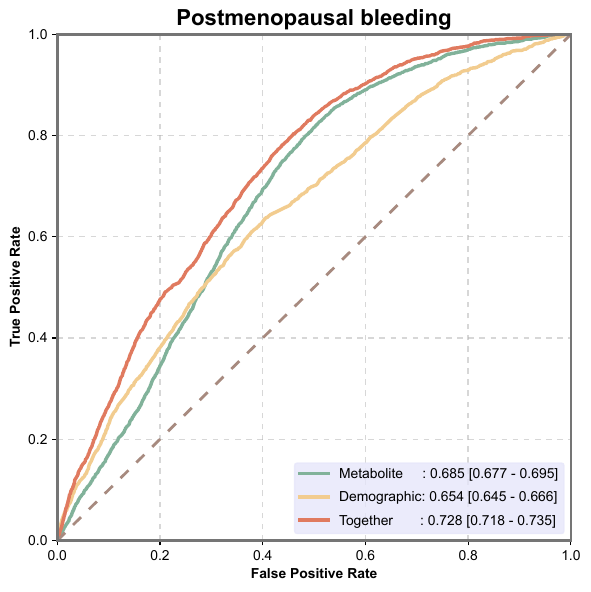 Postmenopausal bleeding
1.0
0.8
0.6
0.4
0.2
0.0
True Positive Rate
Metabolite : 0.685 [0.677 - 0.695]
Demographic: 0.654 [0.645 - 0.666]
Together : 0.728 [0.718 - 0.735]
0.0 0.2 0.4 0.6 0.8 1.0
False Positive Rate